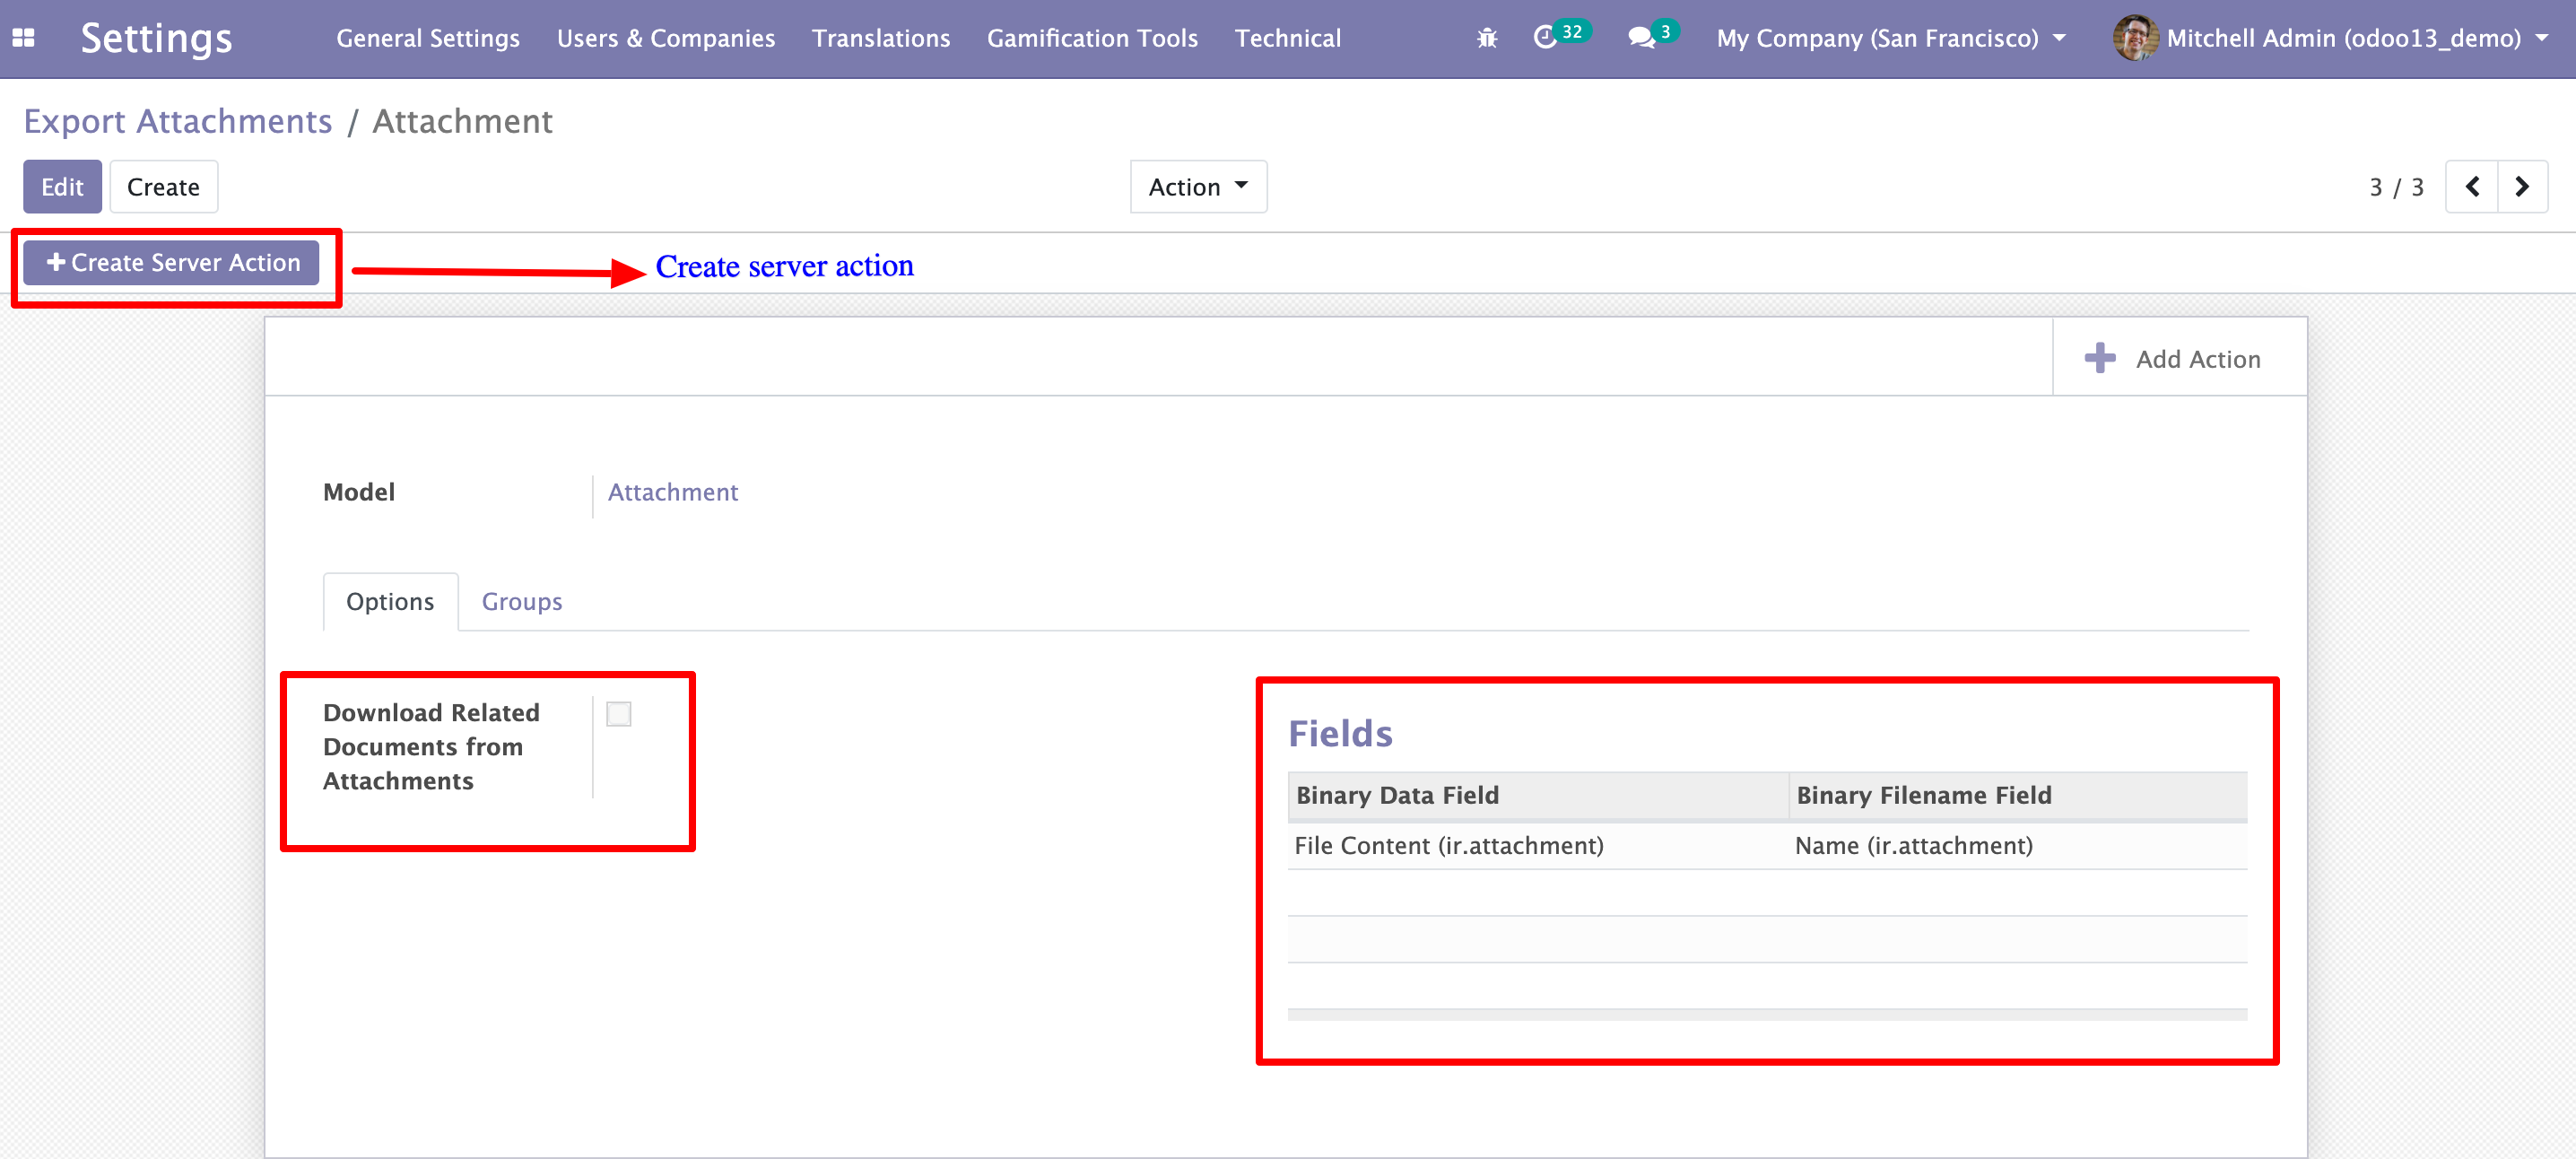 Settings General Settings Users & Companies Translations Gamification Tools Technical 32 3 My Company (San Francisco) Mitchell Admin (odoo13_demo)
Export Attachments / Attachment
Edit Create Action 3 / 3
Create Server Action Create server action
Add Action
Model Attachment
Options Groups
Download Related
Documents from
Attachments
Fields
Binary Data Field Binary Filename Field
File Content (ir.attachment) Name (ir.attachment)